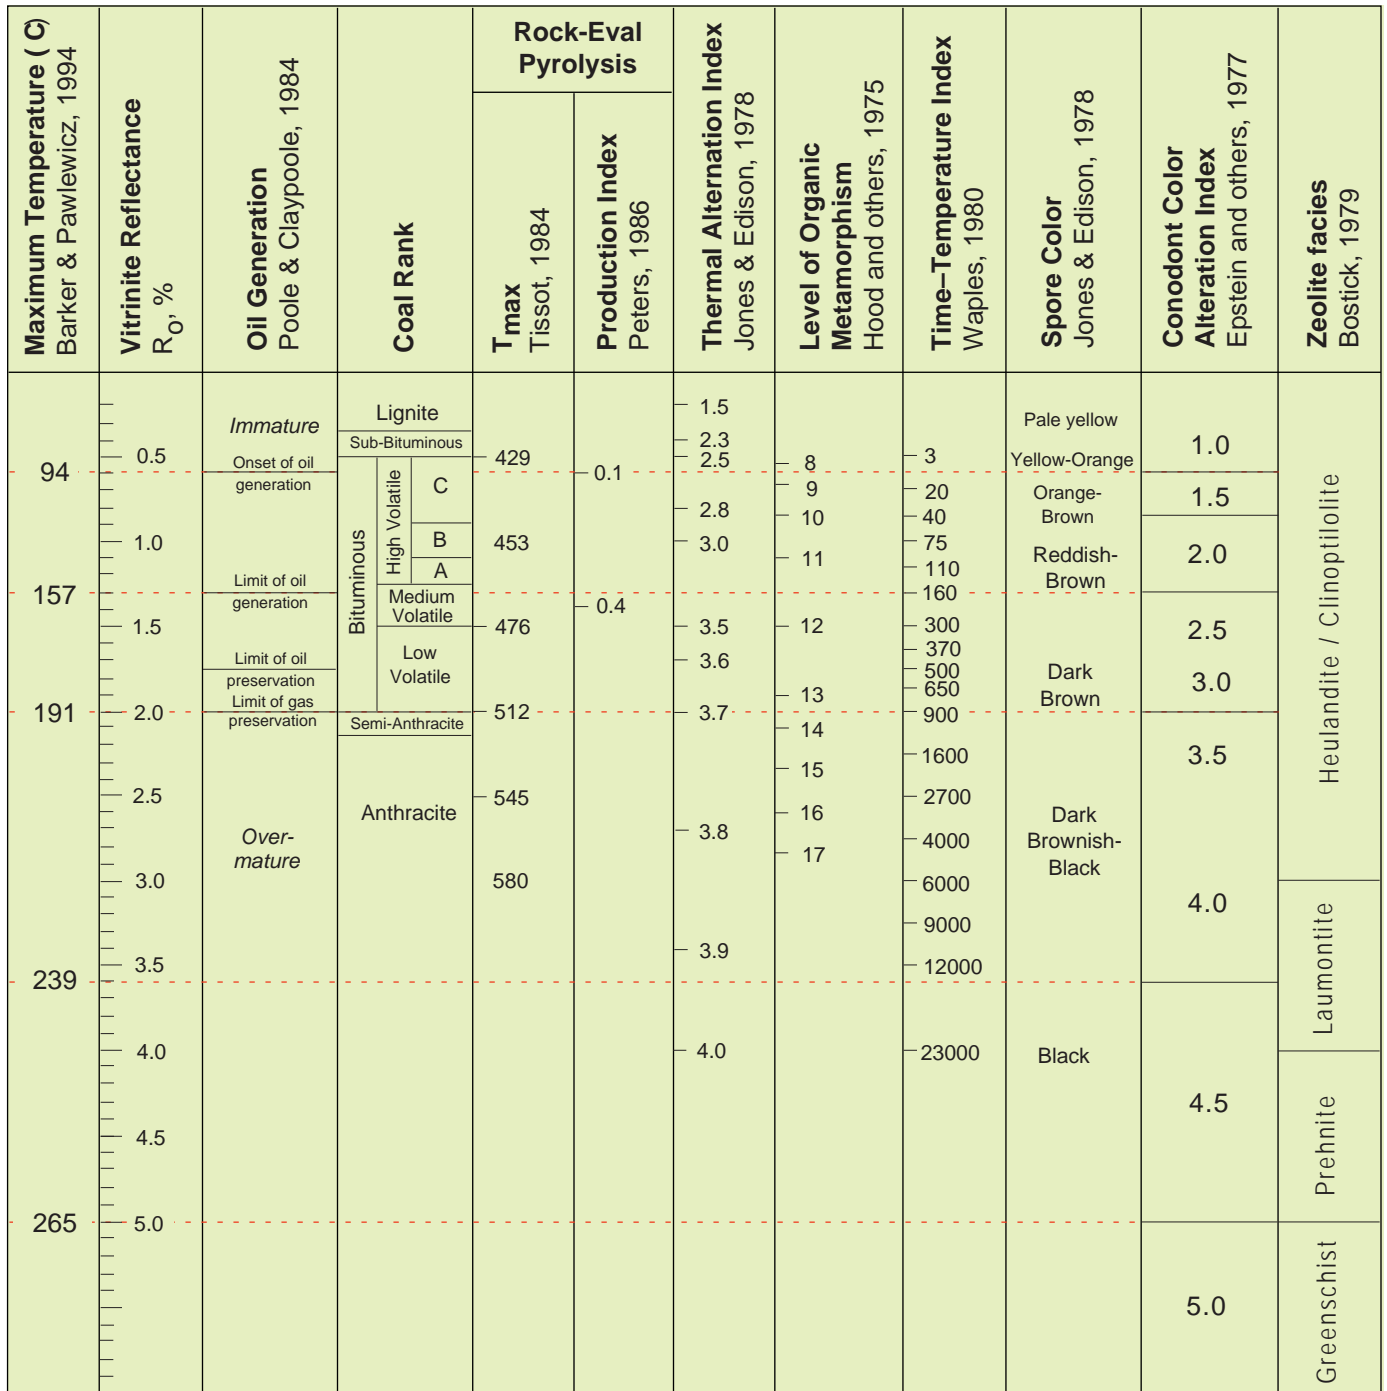 Maximum Temperature ( C)
Barker & Pawlewicz, 1994
Vitrinite Reflectance
Ro, %
Oil Generation
Poole & Claypoole, 1984
Coal Rank
Rock-Eval
Pyrolysis
Tmax
Tissot, 1984
Production Index
Peters, 1986
Thermal Alternation Index
Jones & Edison, 1978
Level of Organic
Metamorphism
Hood and others, 1975
Time–Temperature Index
Waples, 1980
Spore Color
Jones & Edison, 1978
Condont Color
Alteration Index
Epstein and others, 1977
Zeolite facies
Bostick, 1979
94
157
191
239
265
0.5
1.0
1.5
2.0
2.5
3.0
3.5
4.0
4.5
5.0
Immature
Onset of oil
generation
Limit of oil
generation
Limit of oil
preservation
Limit of gas
preservation
Over-
mature
Lignite
Sub-Bituminous
Bituminous
High Volatile
C
B
A
Medium
Volatile
Low
Volatile
Semi-Anthracite
Anthracite
429
453
476
512
545
580
0.1
0.4
1.5
2.3
2.5
2.8
3.0
3.5
3.6
3.7
3.8
3.9
4.0
8
9
10
11
12
13
14
15
16
17
3
20
40
75
110
160
300
370
500
650
900
1600
2700
4000
6000
9000
12000
23000
Pale yellow
Yellow-Orange
Orange-
Brown
Reddish-
Brown
Dark
Brown
Dark
Brownish-
Black
Black
1.0
1.5
2.0
2.5
3.0
3.5
4.0
4.5
5.0
Heulandite / Clinoptilolite
Laumontite
Prehnite
Greenschist